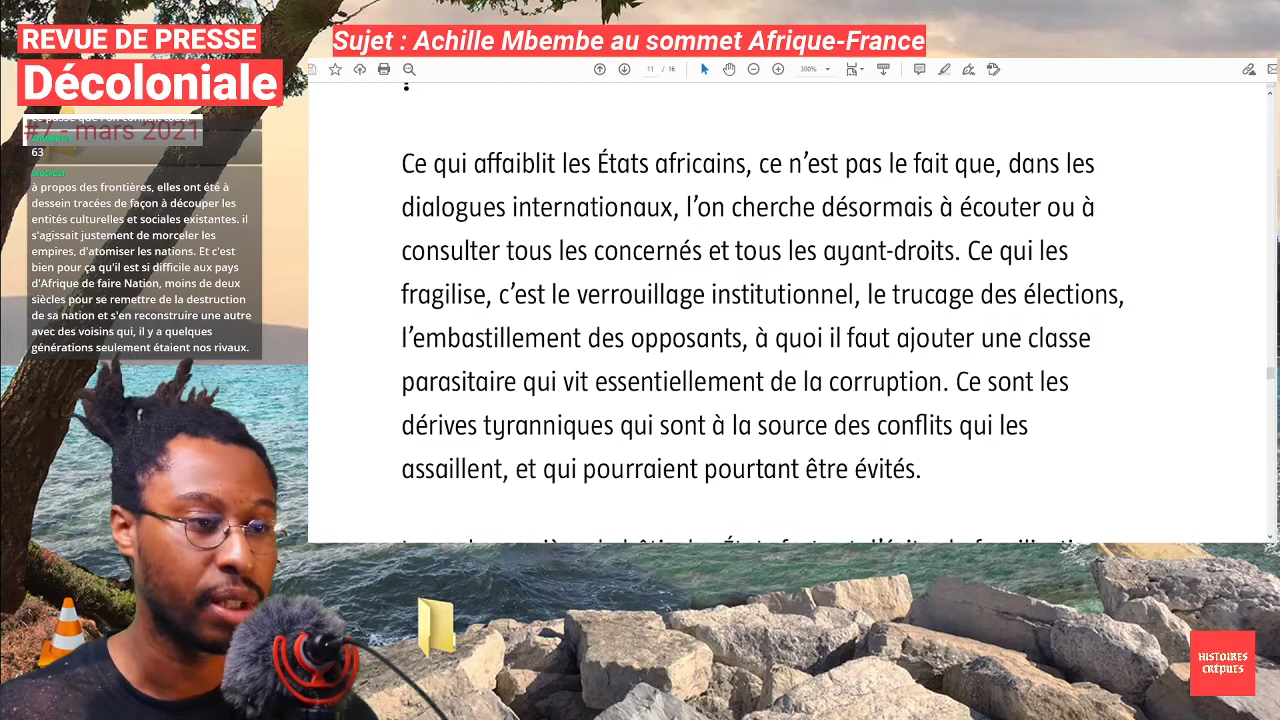 REVUE DE PRESSE
Décoloniale
#7 - mars 2021
Sujet : Achille Mbembe au sommet Afrique-France
11 / 16
300%
63
à propos des frontières, elles ont été à
dessein tracées de façon à découper les
entités culturelles et sociales existantes. il
s'agissait justement de morceler les
empires, d'atomiser les nations. Et c'est
bien pour ça qu'il est si difficile aux pays
d'Afrique de faire Nation, moins de deux
siècles pour se remettre de la destruction
de sa nation et s'en reconstruire une autre
avec des voisins qui, il y a quelques
générations seulement étaient nos rivaux.
Ce qui affaiblit les États africains, ce n’est pas le fait que, dans les
dialogues internationaux, l’on cherche désormais à écouter ou à
consulter tous les concernés et tous les ayant-droits. Ce qui les
fragilise, c’est le verrouillage institutionnel, le trucage des élections,
l’embastillement des opposants, à quoi il faut ajouter une classe
parasitaire qui vit essentiellement de la corruption. Ce sont les
dérives tyranniques qui sont à la source des conflits qui les
assaillent, et qui pourraient pourtant être évités.
HISTOIRES
CRÉPUES